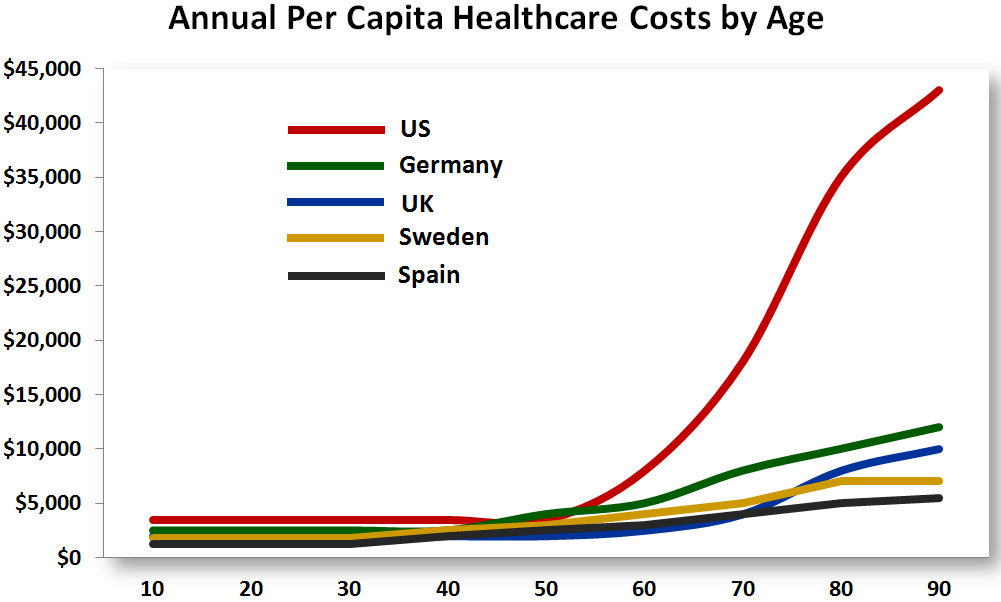 Annual Per Capita Healthcare Costs by Age
$45,000
$40,000
$35,000
$30,000
$25,000
$20,000
$15,000
$10,000
$5,000
$0
US
Germany
UK
Sweden
Spain
10 20 30 40 50 60 70 80 90